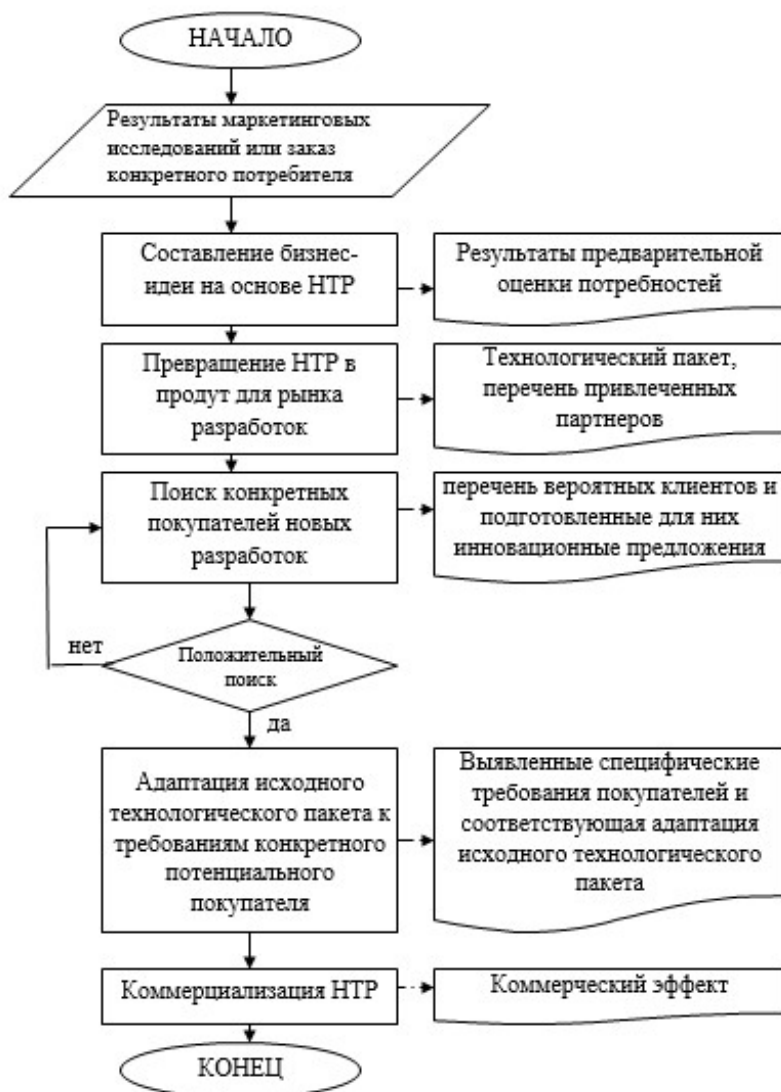 НАЧАЛО
Результаты маркетинговых
исследований или заказ
конкретного потребителя
Составление бизнес-
идеи на основе НТР
Результаты предварительной
оценки потребностей
Превращение НТР в
продут для рынка
разработок
Технологический пакет,
перечень привлеченных
партнеров
Поиск конкретных
покупателей новых
разработок
перечень вероятных клиентов и
подготовленные для них
инновационные предложения
нет
Положительный
поиск
да
Адаптация исходного
технологического пакета к
требованиям конкретного
потенциального
покупателя
Выявленные специфические
требования покупателей и
соответствующая адаптация
исходного технологического
пакета
Коммерциализация НТР
Коммерческий эффект
КОНЕЦ